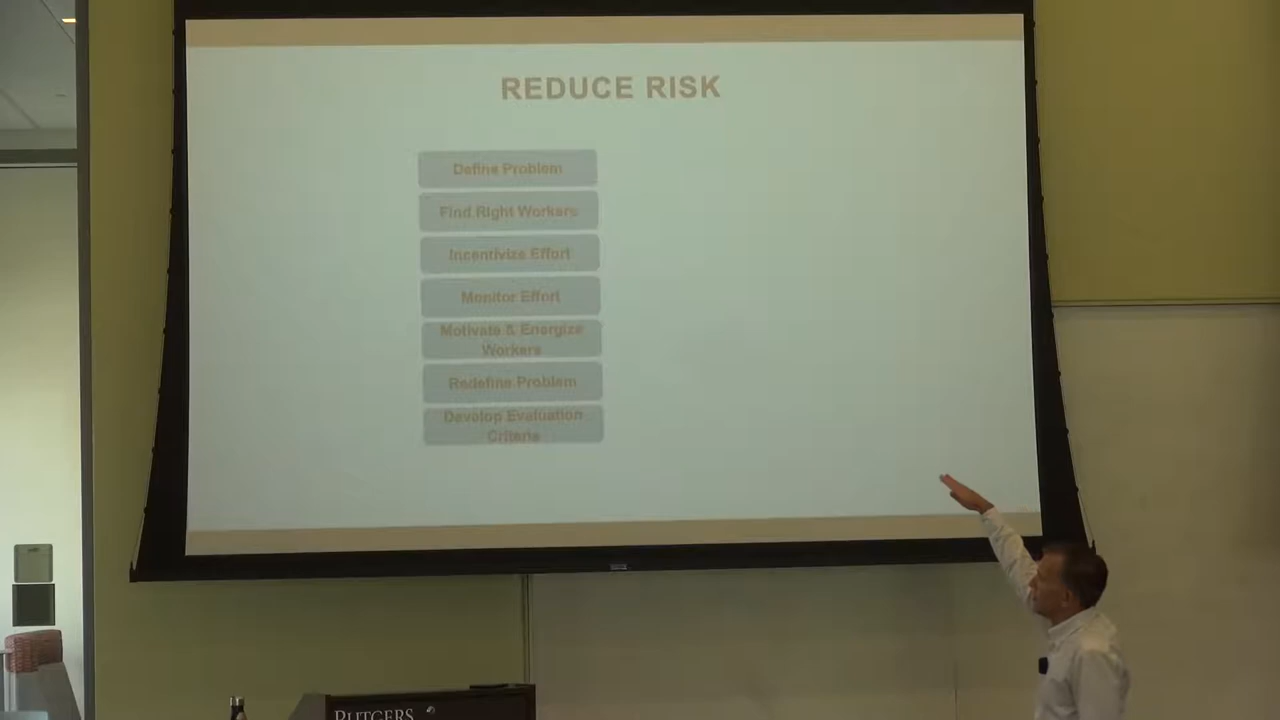 REDUCE RISK
Define Problem
Find Right Workers
Incentivize Effort
Monitor Effort
Motivate & Energize
Workers
Redefine Problem
Develop Evaluation
Criteria
RUTGERS